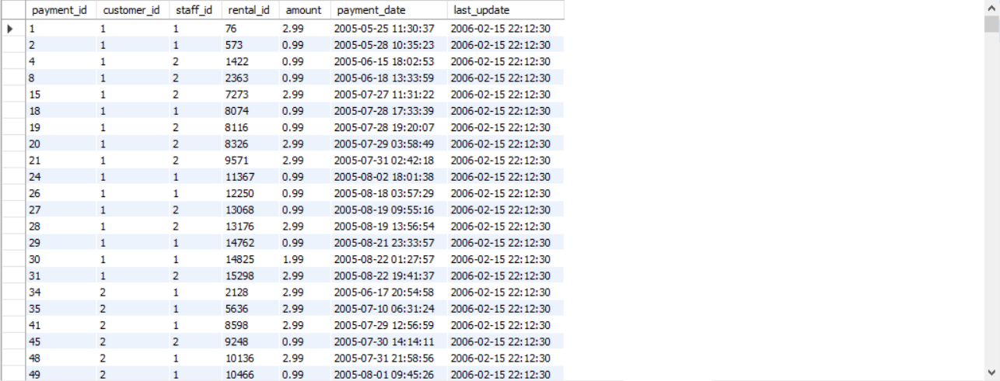 payment_id customer_id staff_id rental_id amount payment_date last_update
1 1 1 76 2.99 2005-05-25 11:30:37 2006-02-15 22:12:30
2 1 1 573 0.99 2005-05-28 10:35:23 2006-02-15 22:12:30
4 1 2 1422 0.99 2005-06-15 18:02:53 2006-02-15 22:12:30
8 1 2 2363 0.99 2005-06-18 13:33:59 2006-02-15 22:12:30
15 1 2 7273 2.99 2005-07-27 11:31:22 2006-02-15 22:12:30
18 1 1 8074 0.99 2005-07-28 17:33:39 2006-02-15 22:12:30
19 1 2 8116 0.99 2005-07-28 19:20:07 2006-02-15 22:12:30
20 1 2 8326 2.99 2005-07-29 03:58:49 2006-02-15 22:12:30
21 1 2 9571 2.99 2005-07-31 02:42:18 2006-02-15 22:12:30
24 1 1 11367 0.99 2005-08-02 18:01:38 2006-02-15 22:12:30
26 1 1 12250 0.99 2005-08-18 03:57:29 2006-02-15 22:12:30
27 1 2 13068 0.99 2005-08-19 09:55:16 2006-02-15 22:12:30
28 1 2 13176 2.99 2005-08-19 13:56:54 2006-02-15 22:12:30
29 1 1 14762 0.99 2005-08-21 23:33:57 2006-02-15 22:12:30
30 1 1 14825 1.99 2005-08-22 01:27:57 2006-02-15 22:12:30
31 1 2 15298 2.99 2005-08-22 19:41:37 2006-02-15 22:12:30
34 2 1 2128 2.99 2005-06-17 20:54:58 2006-02-15 22:12:30
35 2 1 5636 2.99 2005-07-10 06:31:24 2006-02-15 22:12:30
41 2 1 8598 2.99 2005-07-29 12:56:59 2006-02-15 22:12:30
45 2 2 9248 0.99 2005-07-30 14:14:11 2006-02-15 22:12:30
48 2 1 10136 2.99 2005-07-31 21:58:56 2006-02-15 22:12:30
49 2 1 10466 0.99 2005-08-01 09:45:26 2006-02-15 22:12:30